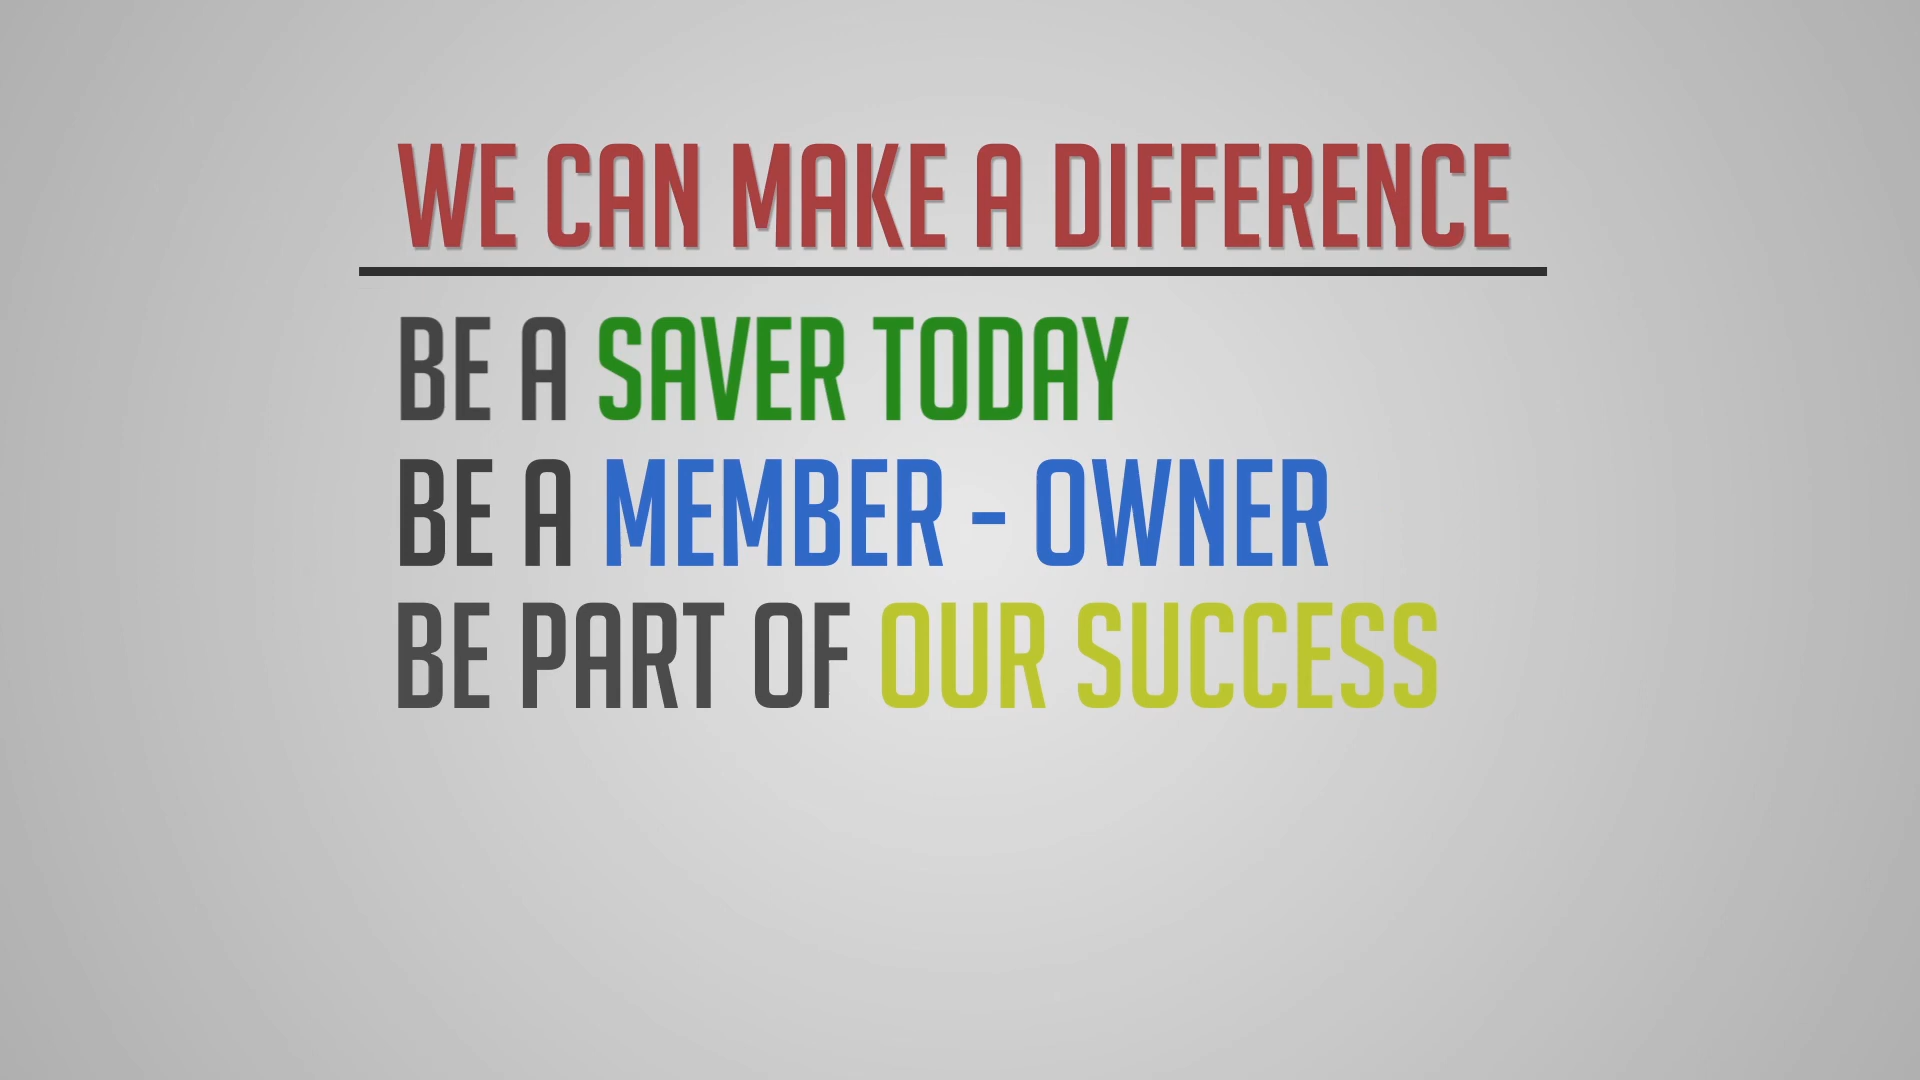 WE CAN MAKE A DIFFERENCE
BE A SAVER TODAY
BE A MEMBER - OWNER
BE PART OF OUR SUCCESS